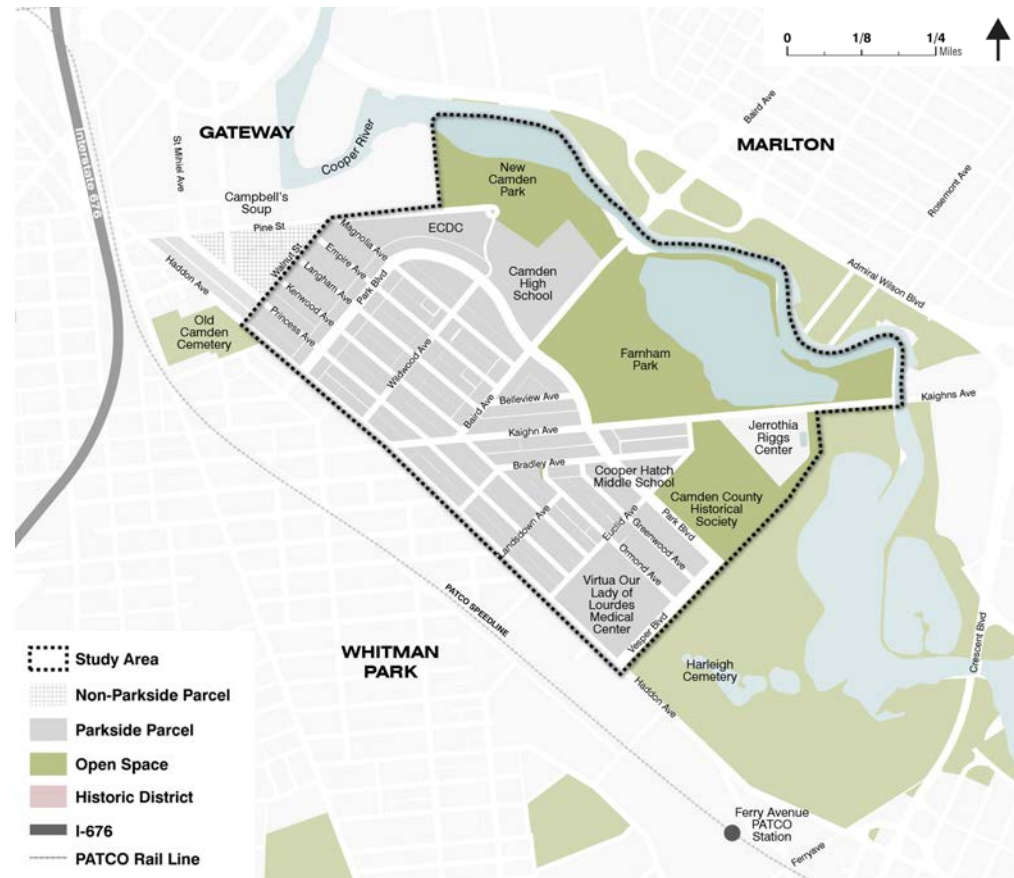 0 1/8 1/4
Miles
Baird Ave
GATEWAY
MARLTON
Interstate 676
St Mihiel Ave
Cooper River
New
Camden
Park
Rosemont Ave
Campbell's
Soup
Pine St
ECDC
Walnut St
Magnolia Ave
Empire Ave
Park Blvd
Langham Ave
Kenwood Ave
Princess Ave
Haddon Ave
Camden
High
School
Admiral Wilson Blvd
Old
Camden
Cemetery
Farnham
Park
Wildwood Ave
Baird Ave
Belleview Ave
Kaighns Ave
Kaighn Ave
Jerrothia
Riggs
Center
Bradley Ave
Cooper Hatch
Middle School
Camden County
Historical
Society
Landsdown Ave
Euclid Ave
Park Blvd
Greenwood Ave
Ormond Ave
Virtua Our
Lady of
Lourdes
Medical
Center
Vesper Blvd
PATCO SPEEDLINE
WHITMAN
PARK
Harleigh
Cemetery
Crescent Blvd
Haddon Ave
Ferry Avenue
PATCO
Station
Ferryave
Study Area
Non-Parkside Parcel
Parkside Parcel
Open Space
Historic District
I-676
PATCO Rail Line